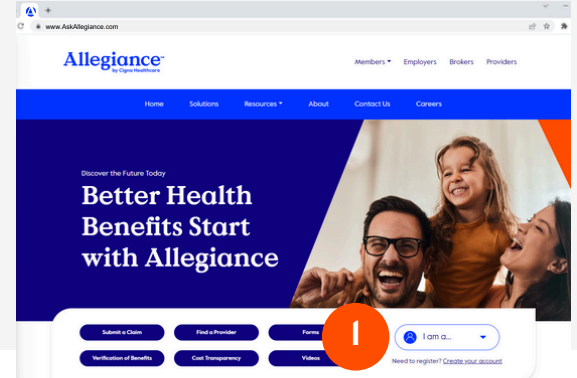 www.AskAllegiance.com
Allegiance
by Cigna Healthcare
Members Employers Brokers Providers
Home Solutions Resources About Contact Us Careers
Discover the Future Today
Better Health
Benefits Start
with Allegiance
Submit a Claim Find a Provider Forms
1
I am a...
Verification of Benefits Cost Transparency Videos
Need to register? Create your account